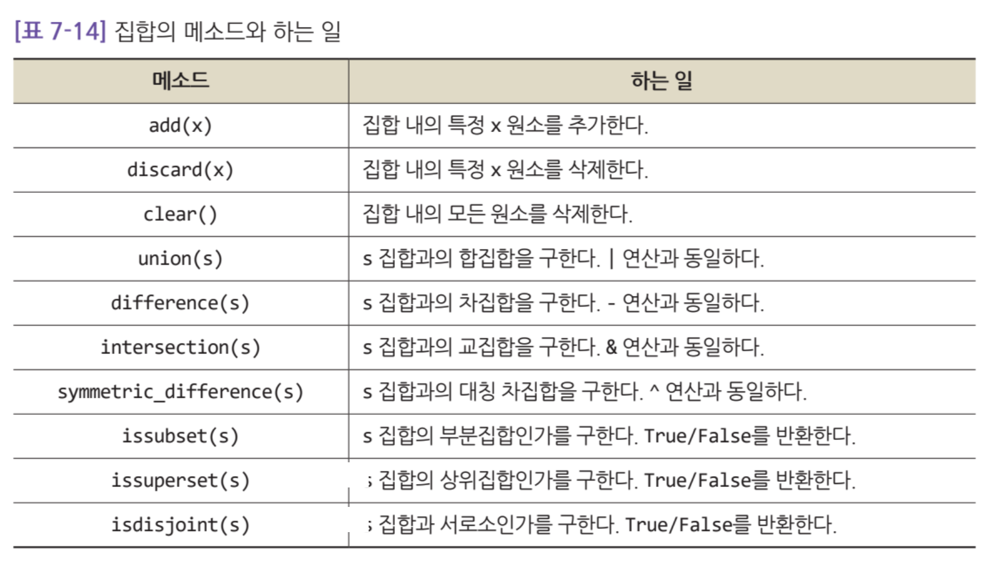 [표 7-14] 집합의 메소드와 하는 일
메소드 하는 일
add(x) 집합 내의 특정 x 원소를 추가한다.
discard(x) 집합 내의 특정 x 원소를 삭제한다.
clear() 집합 내의 모든 원소를 삭제한다.
union(s) s 집합과의 합집합을 구한다. | 연산과 동일하다.
difference(s) s 집합과의 차집합을 구한다. - 연산과 동일하다.
intersection(s) s 집합과의 교집합을 구한다. & 연산과 동일하다.
symmetric_difference(s) s 집합과의 대칭 차집합을 구한다. ^ 연산과 동일하다.
issubset(s) s 집합의 부분집합인가를 구한다. True/False를 반환한다.
issuperset(s) s 집합의 상위집합인가를 구한다. True/False를 반환한다.
isdisjoint(s) s 집합과 서로소인가를 구한다. True/False를 반환한다.